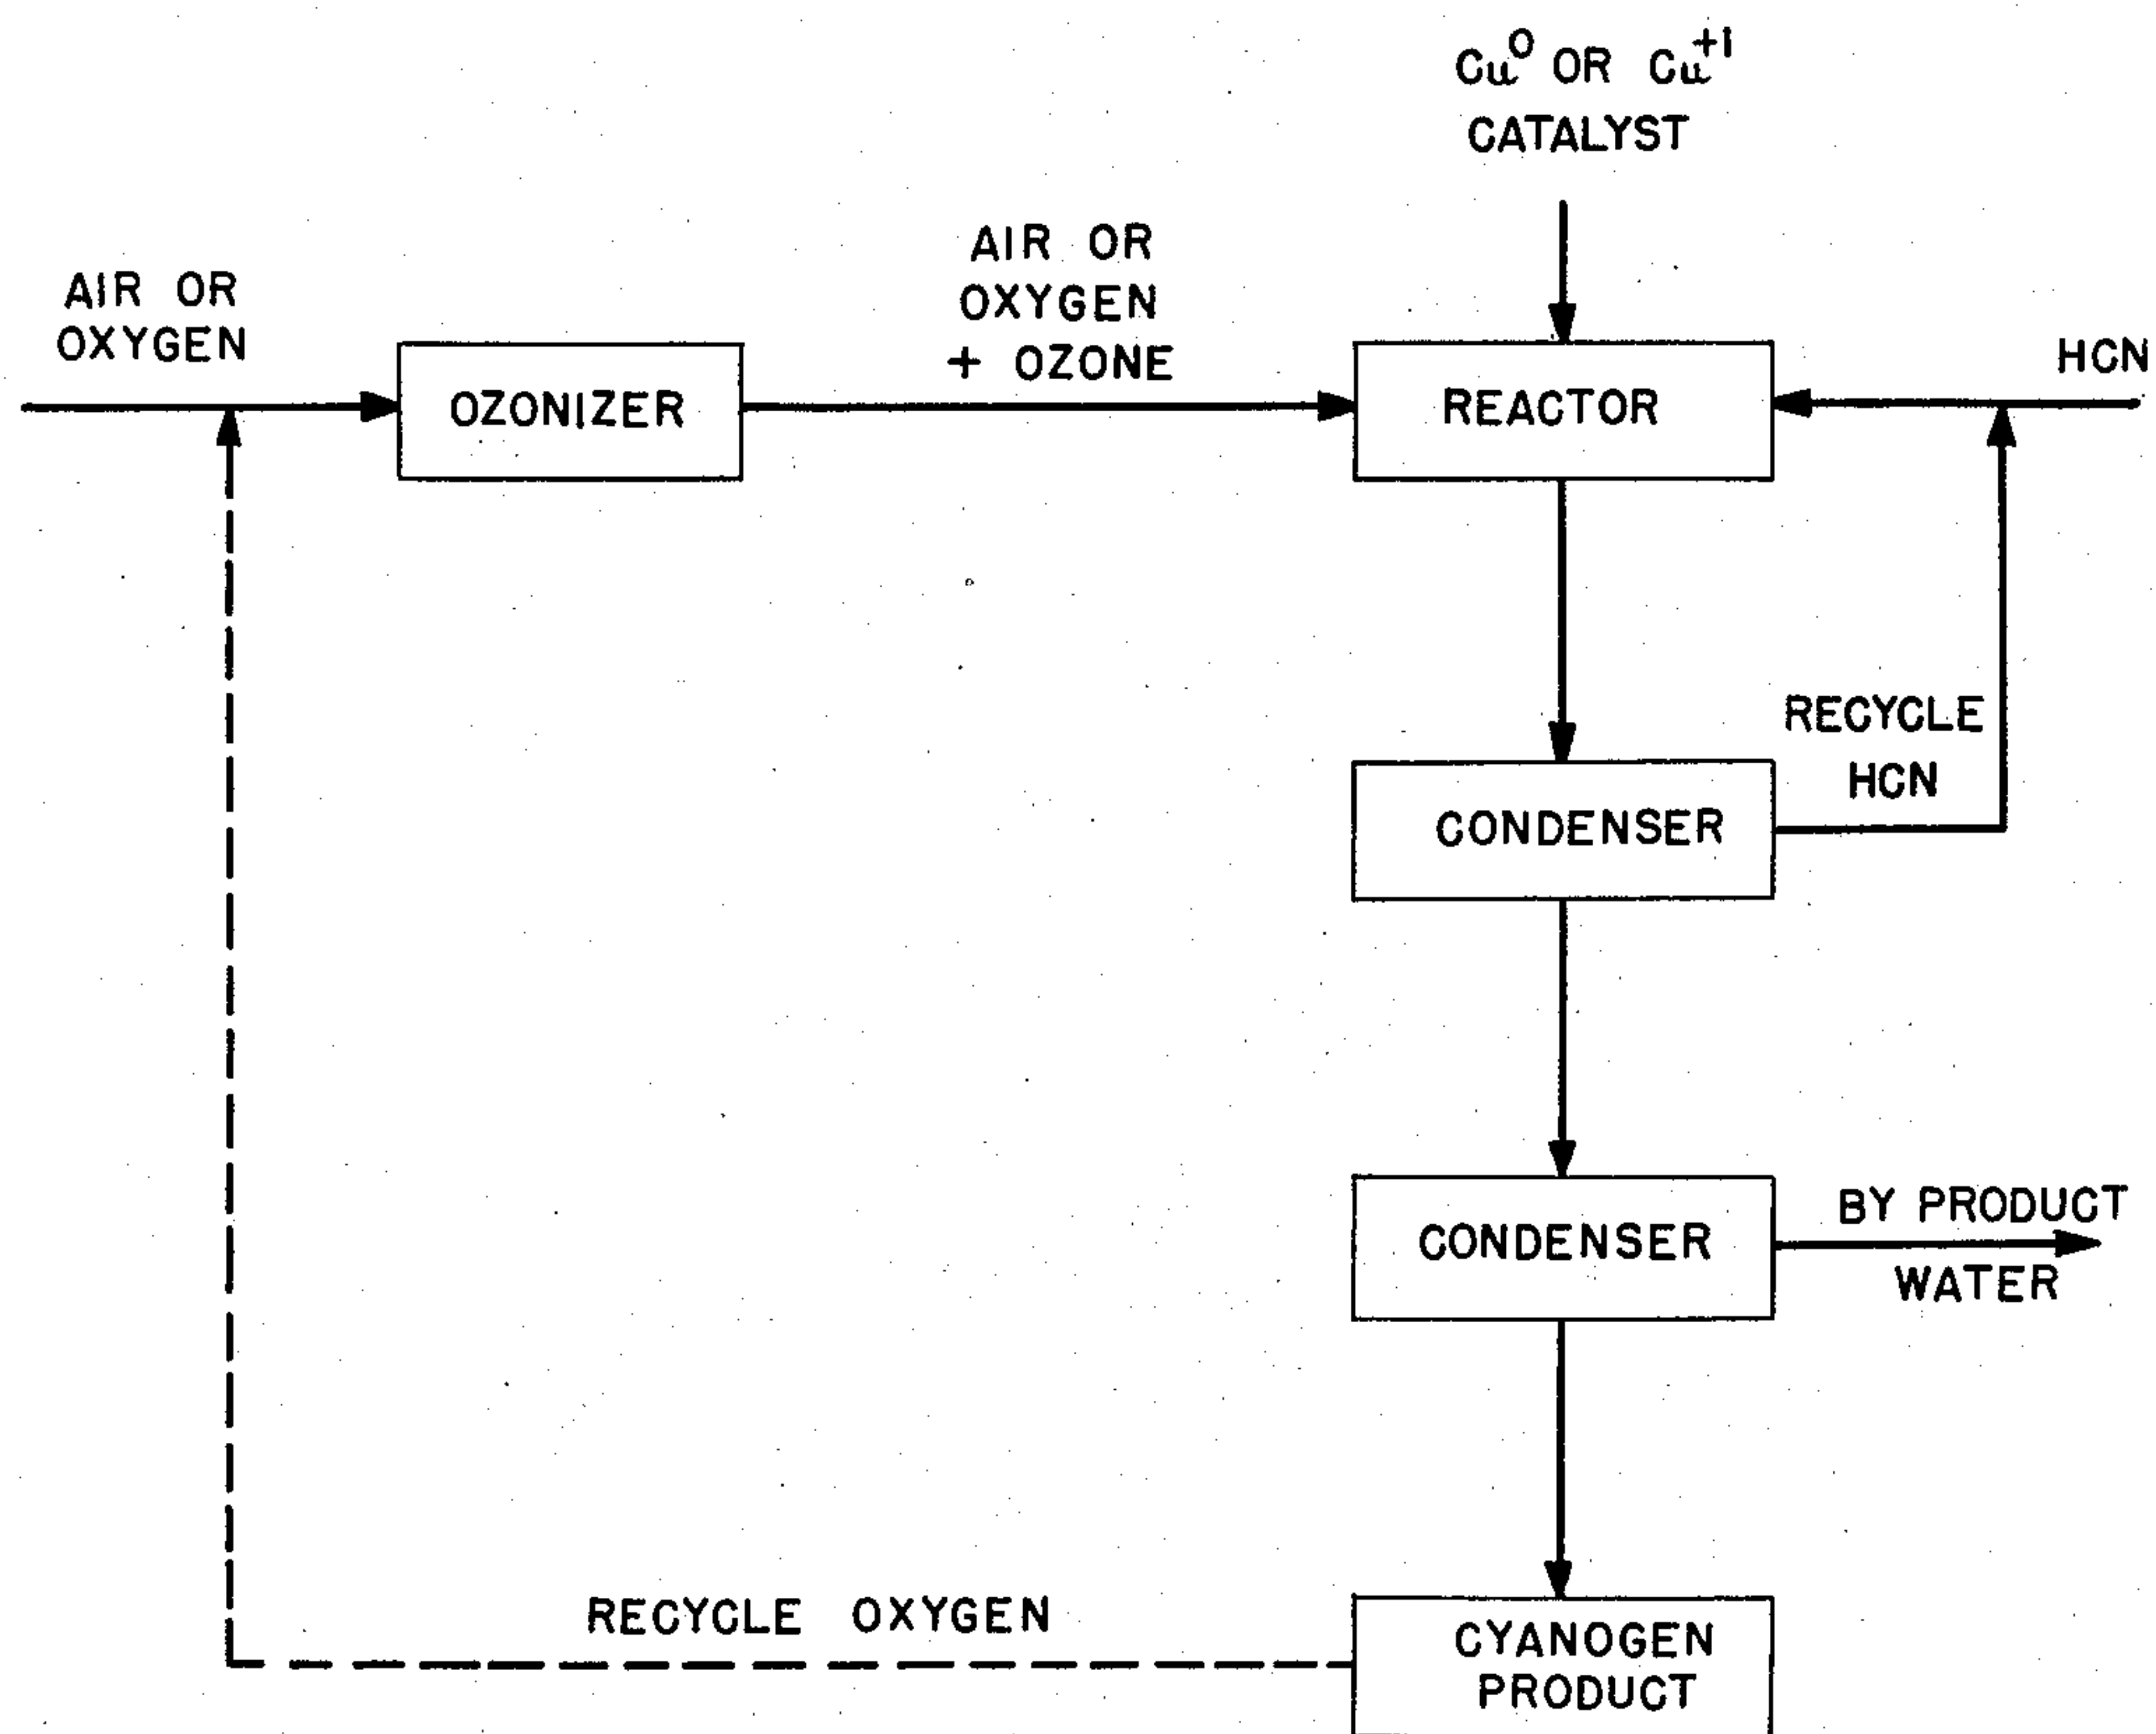 Cu⁰ OR Cu⁺¹
CATALYST
AIR OR
OXYGEN
AIR OR
OXYGEN
+ OZONE
HCN
OZONIZER
REACTOR
RECYCLE
HCN
CONDENSER
CONDENSER
BY PRODUCT
WATER
RECYCLE OXYGEN
CYANOGEN
PRODUCT